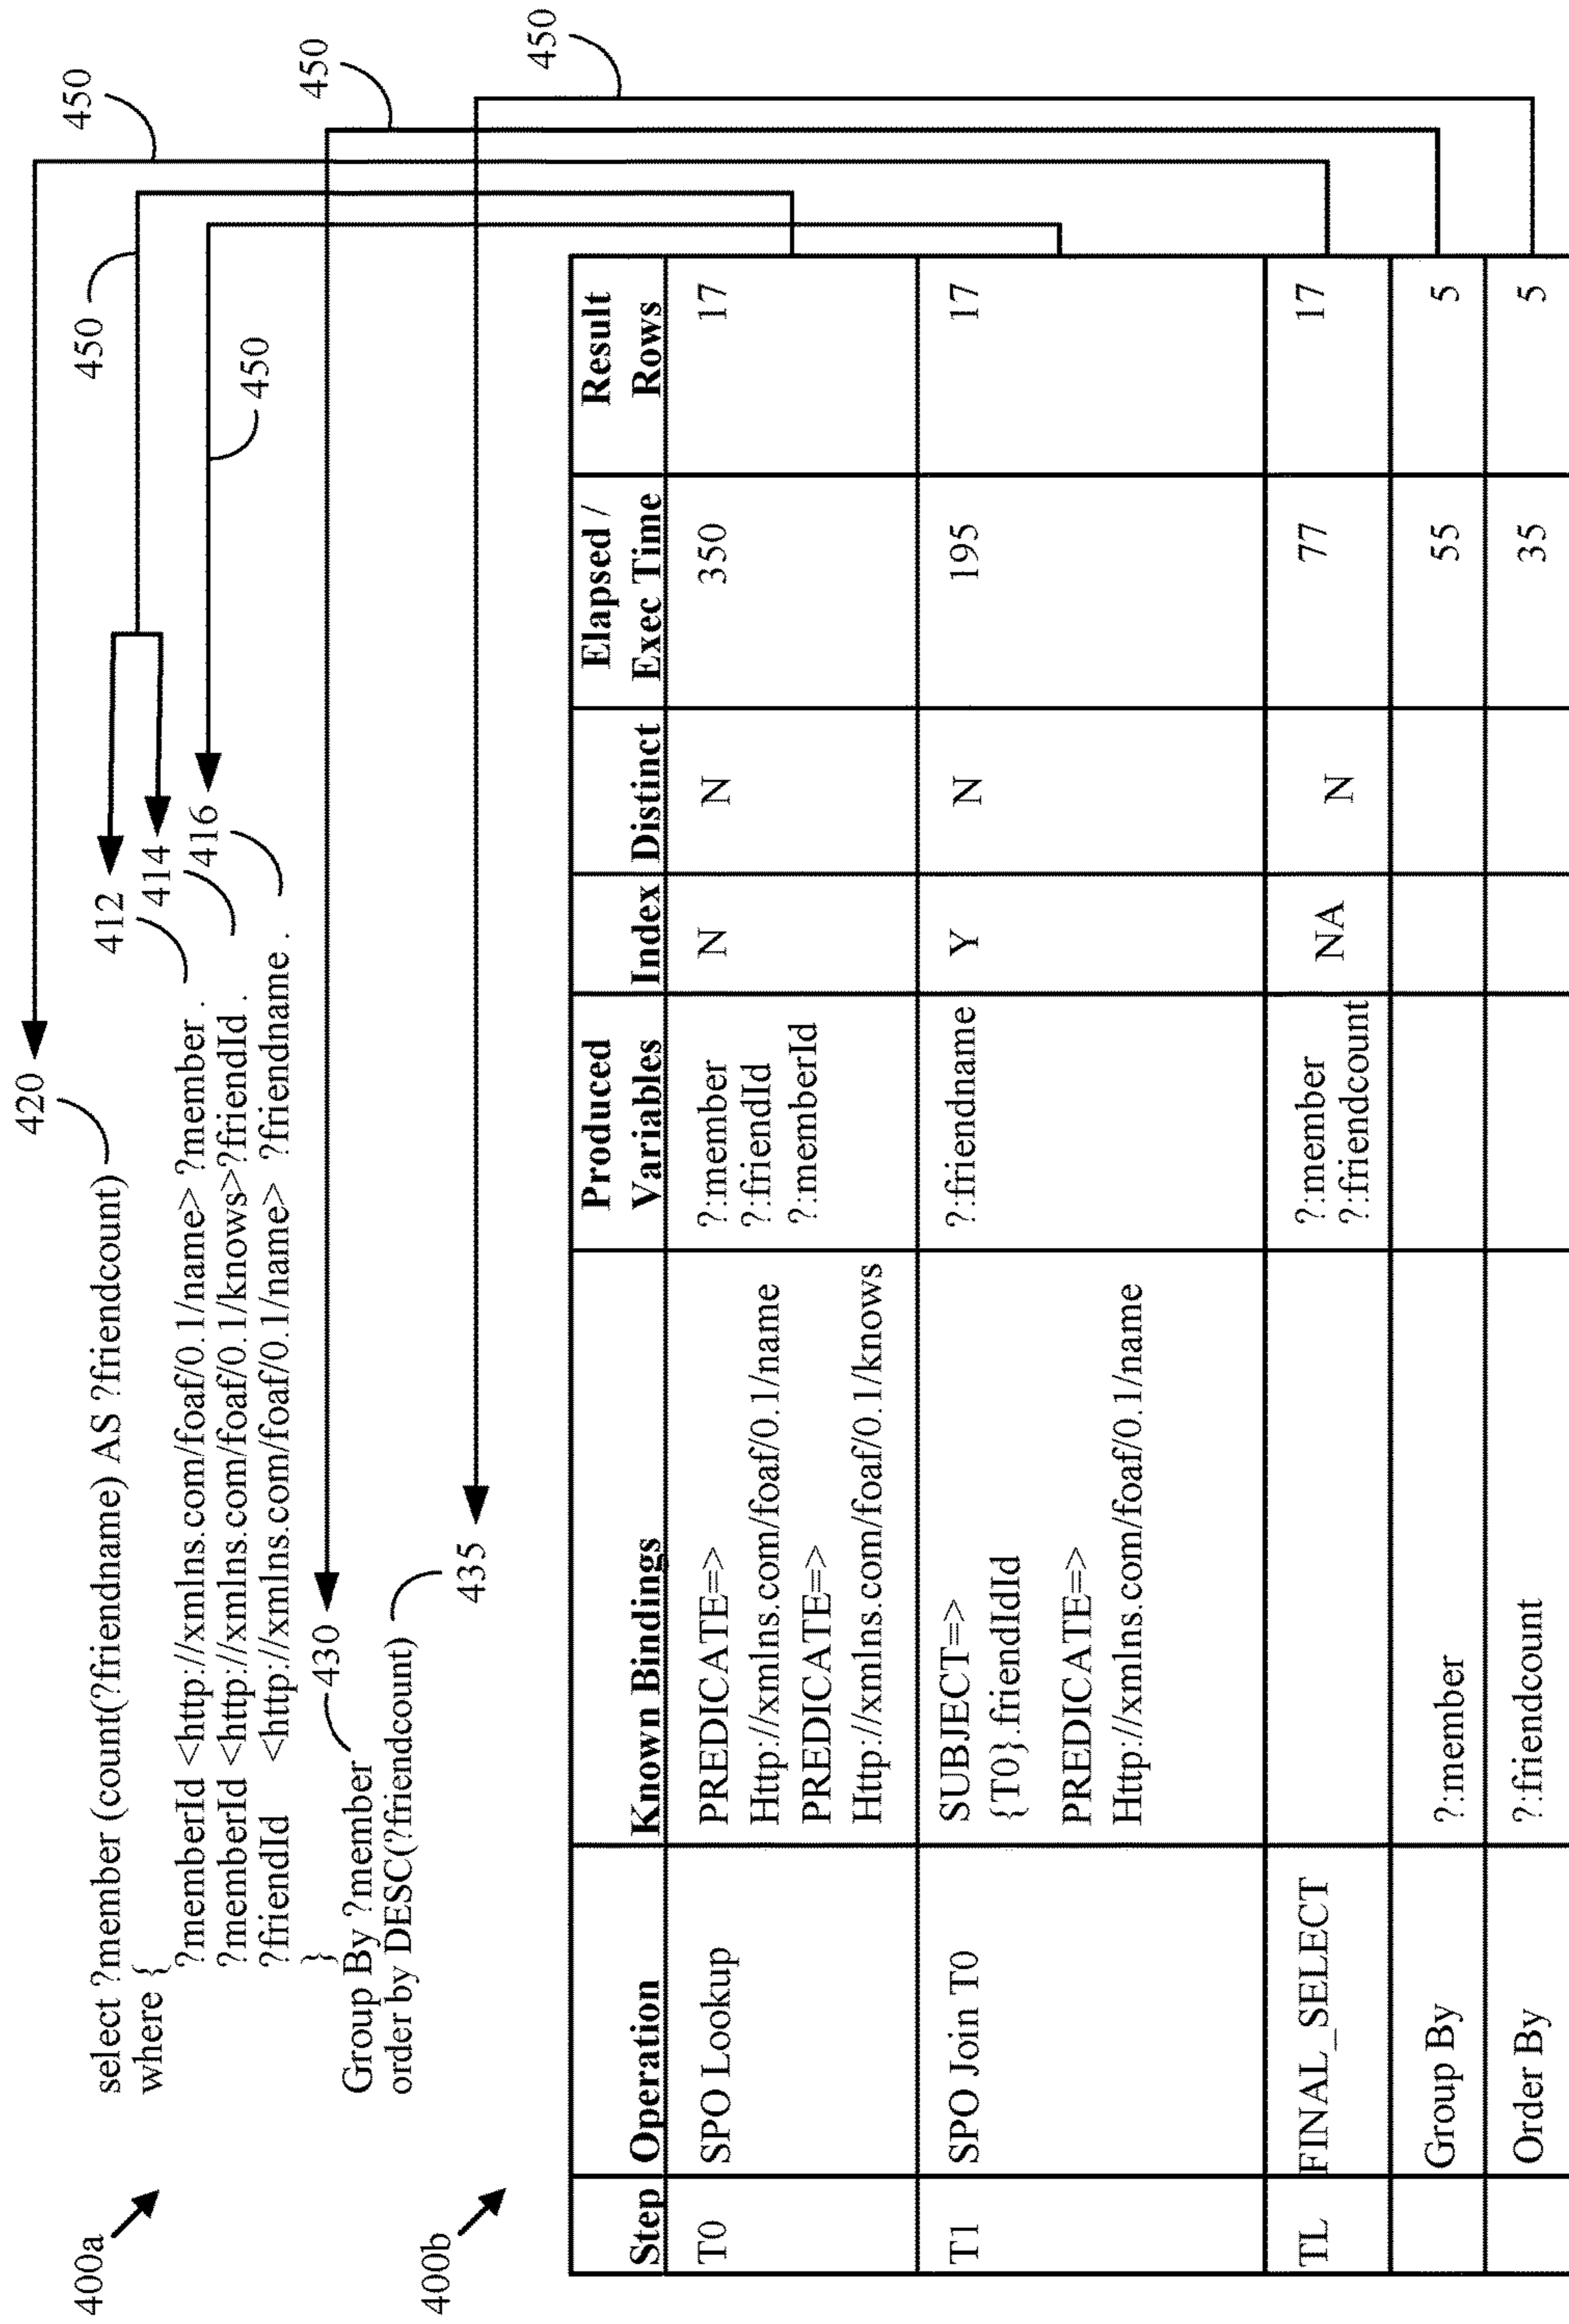 400a
420
450
450
450
450
450
select ?member (count(?friendname) AS ?friendcount)
where {
412
?memberId <http://xmlns.com/foaf/0.1/name> ?member .
414
?memberId <http://xmlns.com/foaf/0.1/knows>?friendId .
416
?friendId <http://xmlns.com/foaf/0.1/name> ?friendname .
}
430
Group By ?member
order by DESC(?friendcount)
435
400b
Step Operation Known Bindings Produced Variables Index Distinct Elapsed / Exec Time Result Rows
T0 SPO Lookup PREDICATE=> ?:member N N 350 17
Http://xmlns.com/foaf/0.1/name ?:friendId
PREDICATE=> ?:memberId
Http://xmlns.com/foaf/0.1/knows
T1 SPO Join T0 SUBJECT=> ?:friendname Y N 195 17
{T0}.friendIdId
PREDICATE=>
Http://xmlns.com/foaf/0.1/name
TL FINAL_SELECT ?:member NA N 77 17
?:friendcount
Group By ?:member 55 5
Order By ?:friendcount 35 5